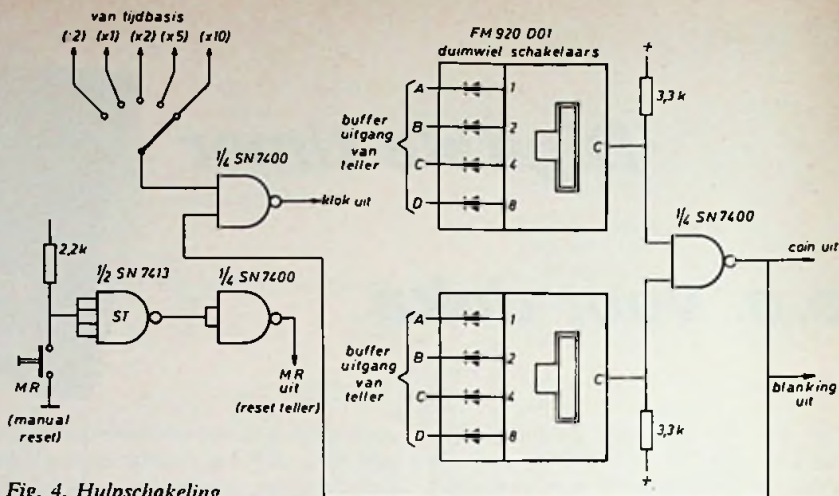 van tijdbasis
(:2) (x1) (x2) (x5) (x10)
1/4 SN 7400
klok uit
2,2k
1/2 SN 7413
ST
1/4 SN 7400
MR
(manual
reset)
MR
uit
(reset teller)
FM 920 D01
duimwiel schakelaars
buffer
uitgang
van
teller
A 1
B 2
C 4
D 8
C
+
3,3k
1/4 SN 7400
coin uit
buffer
uitgang
van
teller
A 1
B 2
C 4
D 8
C
blanking
uit
3,3k
+
Fig. 4. Hulpschakeling